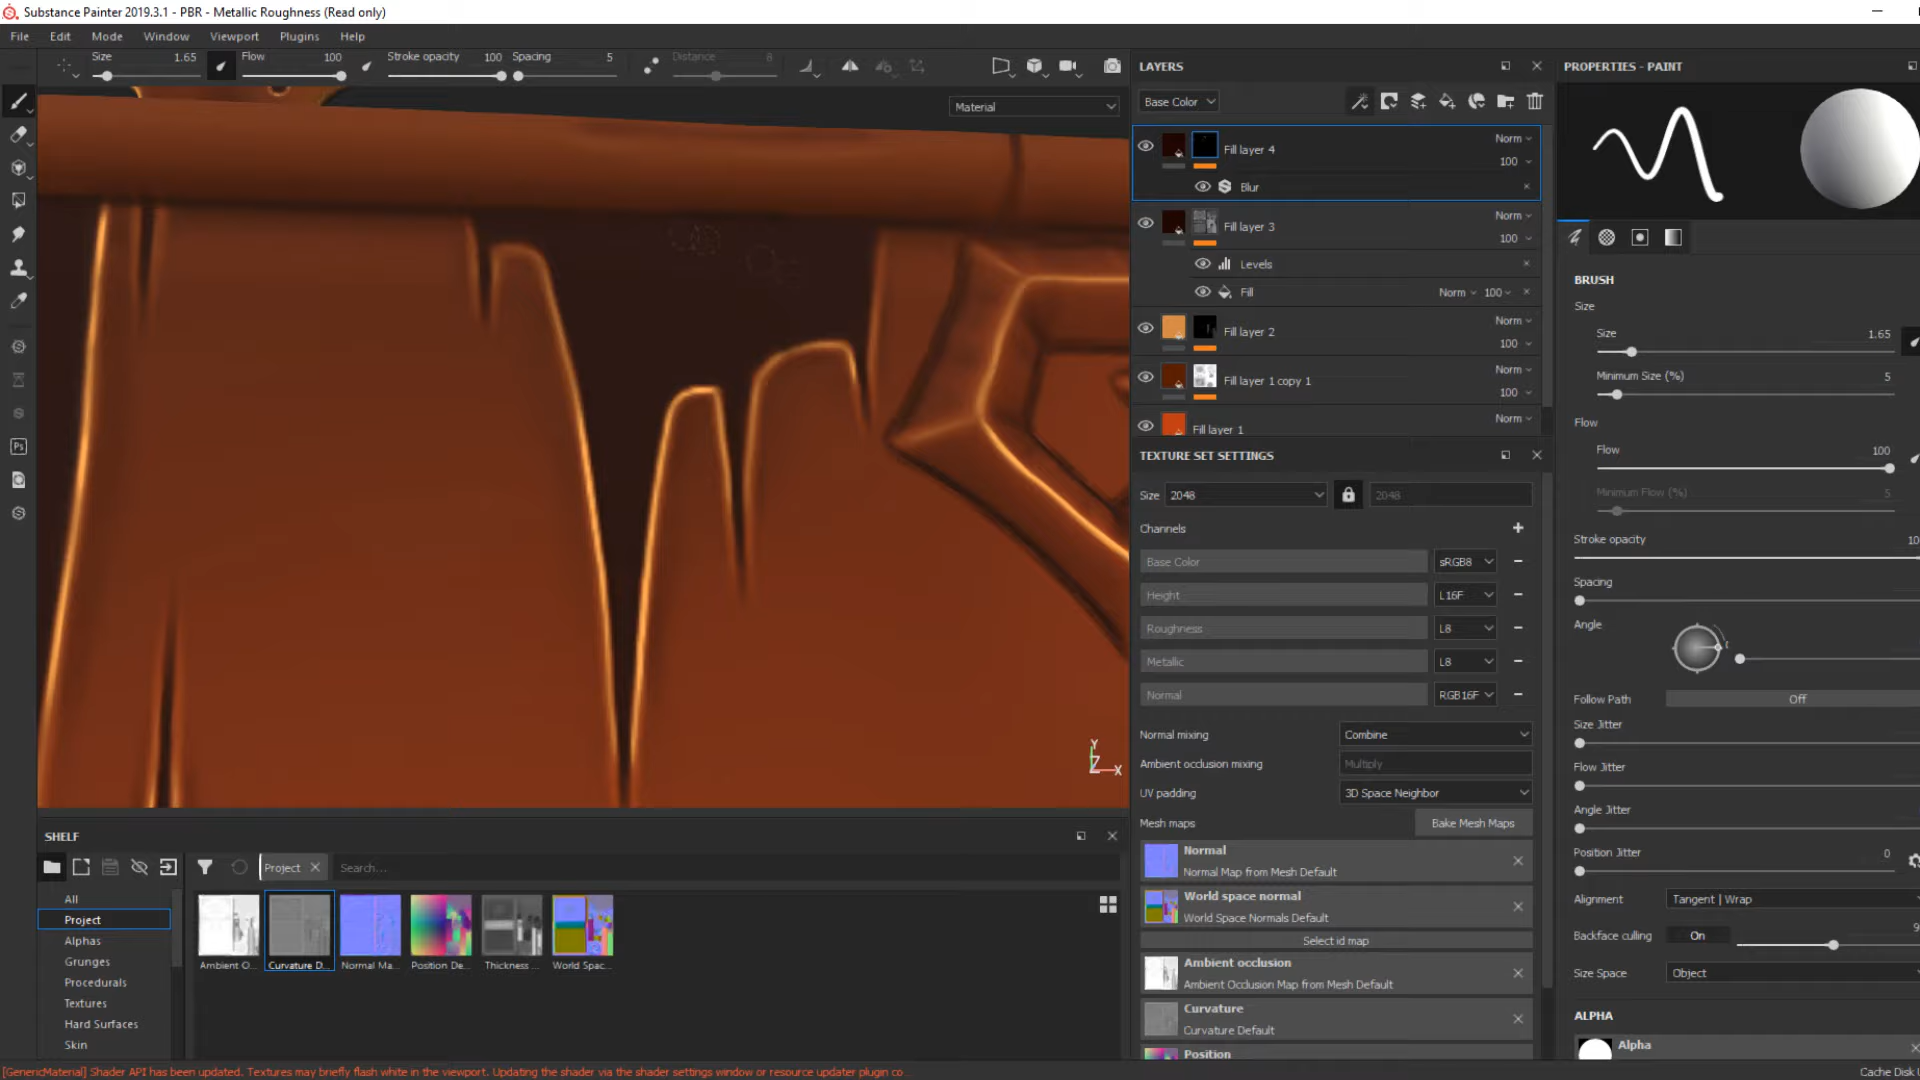 Substance Painter 2019.3.1 - PBR - Metallic Roughness (Read only)
File Edit Mode Window Viewport Plugins Help
Size 1.65 Flow 100 Stroke opacity 100 Spacing 5 Distance 8
Material
LAYERS
Base Color
Norm
Fill layer 4
100
Blur
Norm
Fill layer 3
100
Levels
Fill Norm 100
Norm
Fill layer 2
100
Norm
Fill layer 1 copy 1
100
Norm
Fill layer 1
TEXTURE SET SETTINGS
Size 2048 2048
Channels
Base Color sRGB8
Height L16F
Roughness L8
Metallic L8
Normal RGB16F
Normal mixing Combine
Ambient occlusion mixing Multiply
UV padding 3D Space Neighbor
Mesh maps Bake Mesh Maps
Normal
Normal Map from Mesh Default
World space normal
World Space Normals Default
Select id map
Ambient occlusion
Ambient Occlusion Map from Mesh Default
Curvature
Curvature Default
Position
PROPERTIES - PAINT
BRUSH
Size
Size 1.65
Minimum Size (%) 5
Flow
Flow 100
Minimum Flow (%) 5
Stroke opacity 10
Spacing
Angle
Follow Path Off
Size Jitter
Flow Jitter
Angle Jitter
Position Jitter 0
Alignment Tangent | Wrap
Backface culling On 9
Size Space Object
ALPHA
Alpha
Y
Z
X
SHELF
Project Search...
All
Project
Alphas
Grunges
Procedurals
Textures
Hard Surfaces
Skin
Ambient O... Curvature D... Normal Ma... Position De... Thickness ... World Spac...
[GenericMaterial] Shader API has been updated. Textures may briefly flash white in the viewport. Updating the shader via the shader settings window or resource updater plugin co
Cache Disk U